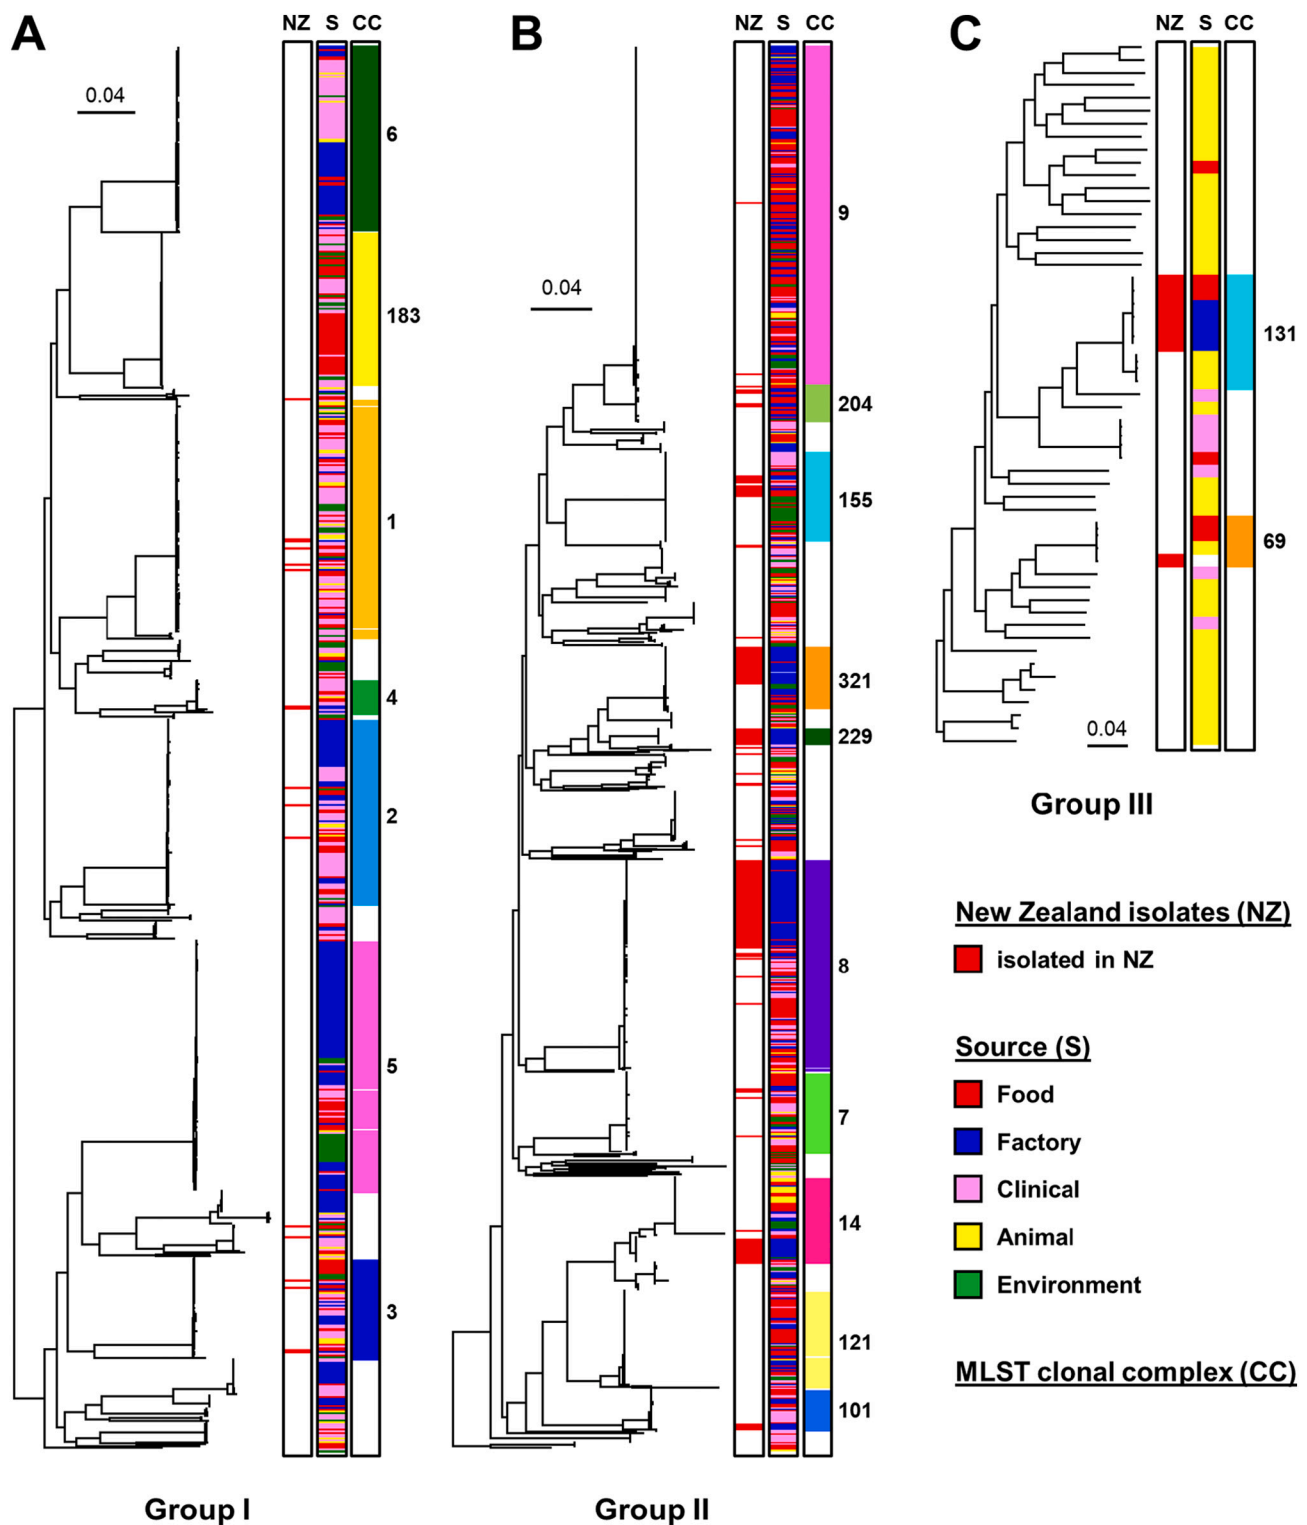 A
NZ S CC
0.04
6
183
1
4
2
5
3
Group I
B
NZ S CC
0.04
9
204
155
321
229
8
7
14
121
101
Group II
C
NZ S CC
131
69
0.04
Group III
New Zealand isolates (NZ)
isolated in NZ
Source (S)
Food
Factory
Clinical
Animal
Environment
MLST clonal complex (CC)